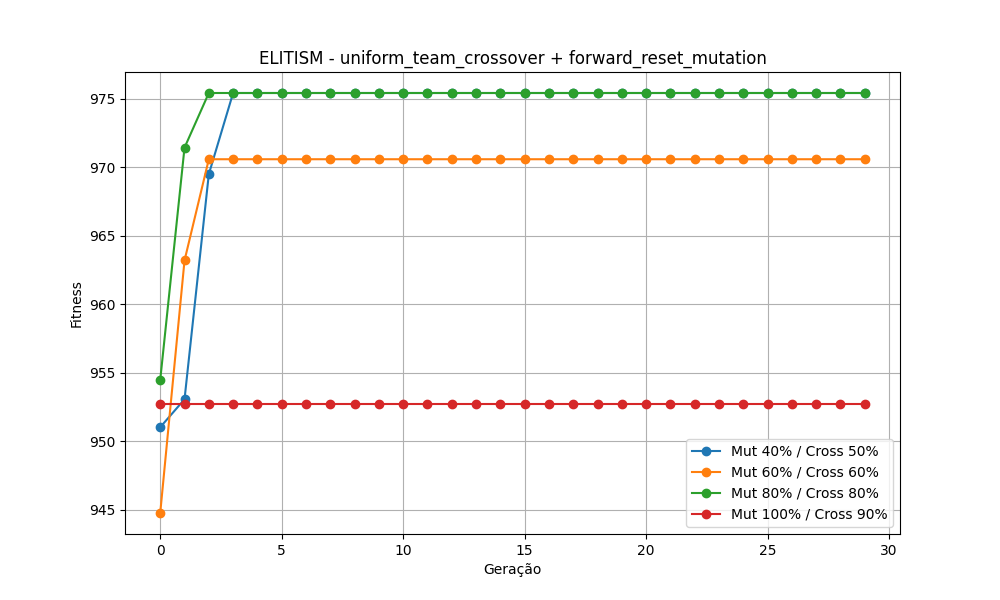 ELITISM - uniform_team_crossover + forward_reset_mutation
Fitness
975
970
965
960
955
950
945
0 5 10 15 20 25 30
Geração
Mut 40% / Cross 50%
Mut 60% / Cross 60%
Mut 80% / Cross 80%
Mut 100% / Cross 90%